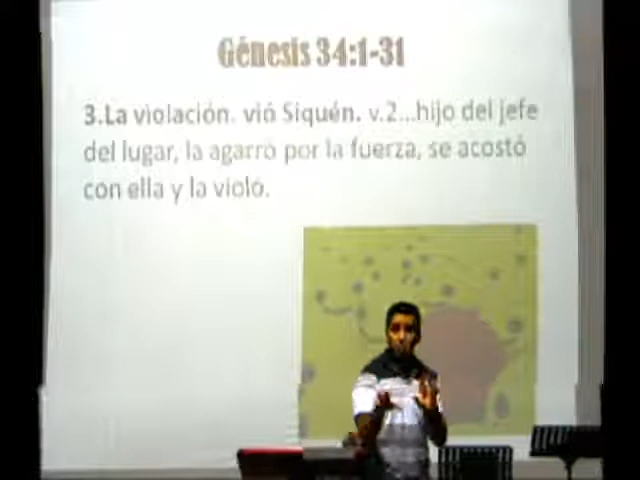 Génesis 34:1-31
3.La violación. vió Siquén. v.2...hijo del jefe
del lugar, la agarró por la fuerza, se acostó
con ella y la violó.